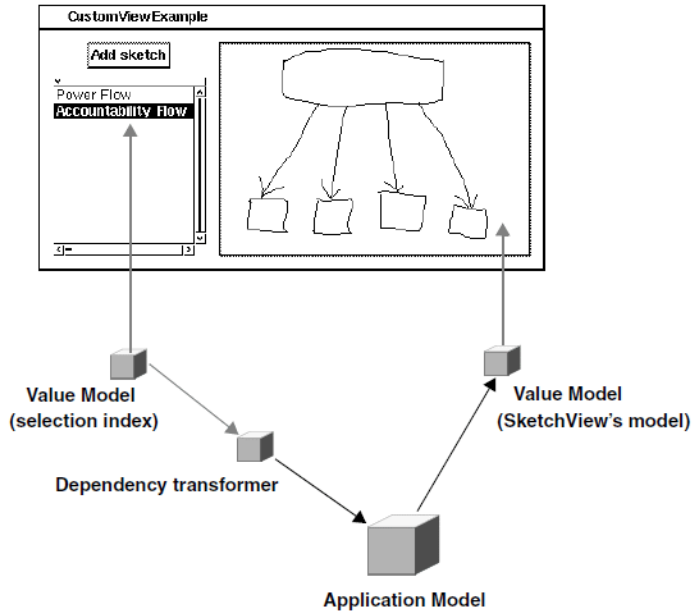 CustomViewExample
Add sketch
Power Flow
Accountability Flow
Value Model
(selection index)
Value Model
(SketchView's model)
Dependency transformer
Application Model